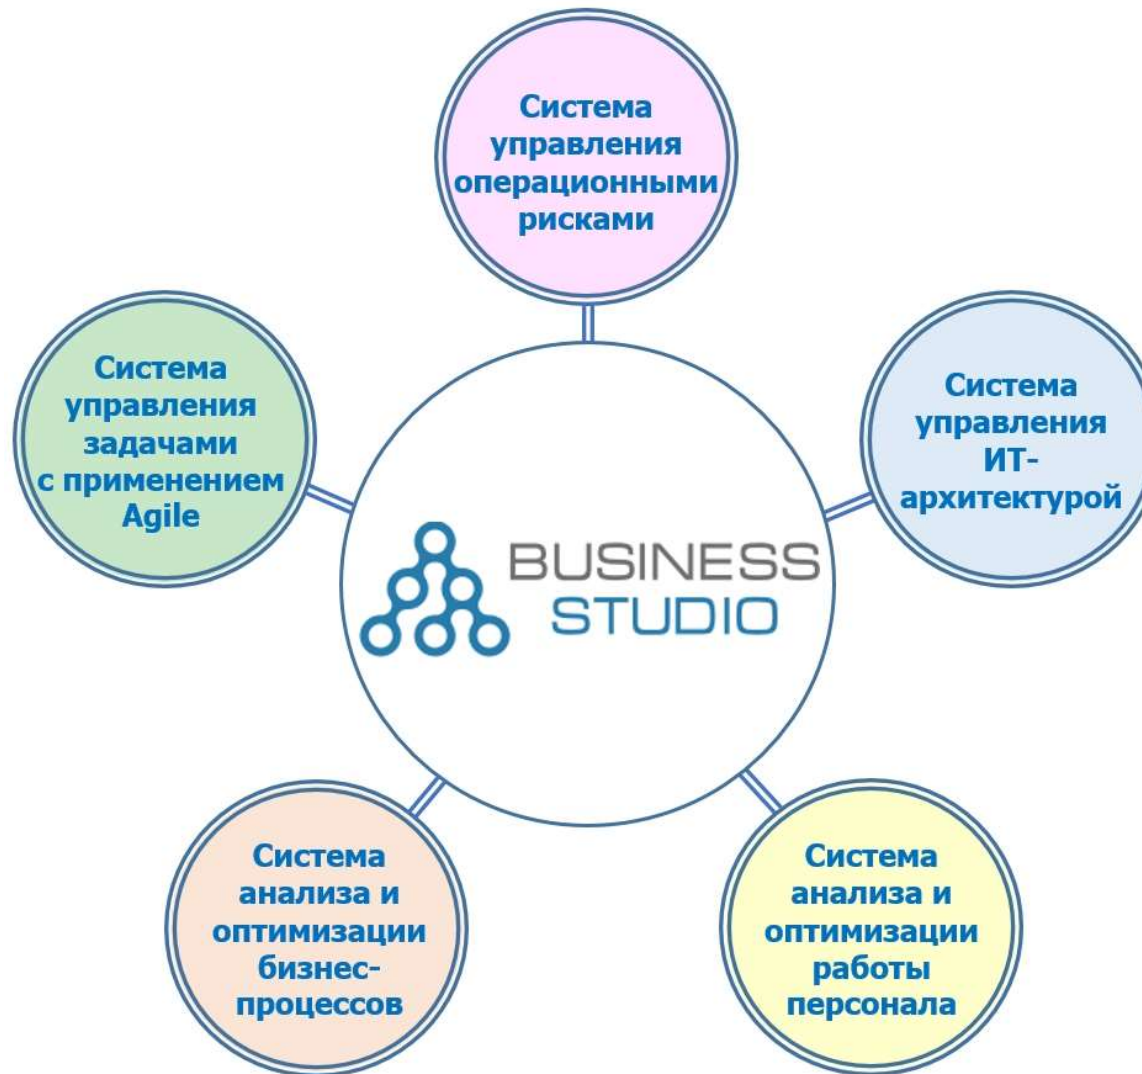 Система
управления
операционными
рисками
Система
управления
задачами
с применением
Agile
Система
управления
ИТ-
архитектурой
BUSINESS
STUDIO
Система
анализа и
оптимизации
бизнес-
процессов
Система
анализа и
оптимизации
работы
персонала